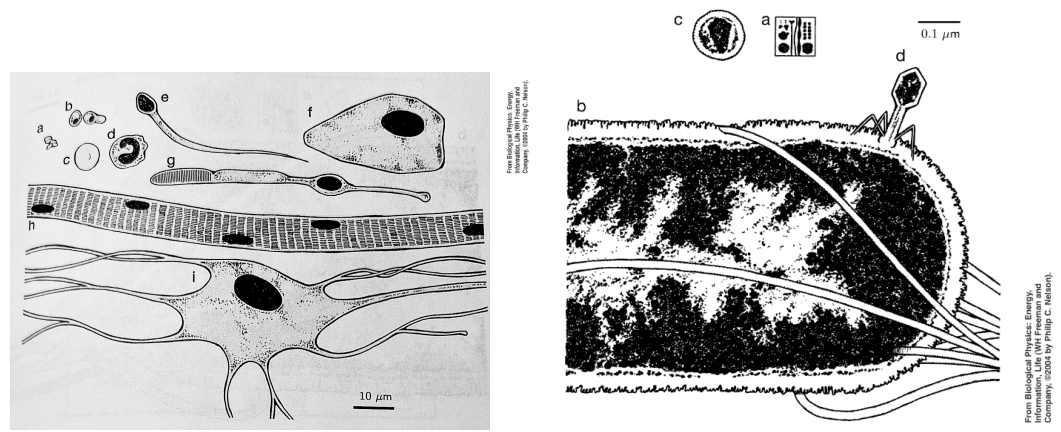 a
b
c
d
e
f
g
h
i
10 μm
From Biological Physics: Energy,
Information, Life (WH Freeman and
Company, ©2004 by Philip C. Nelson).
c
a
0.1 μm
d
b
From Biological Physics: Energy,
Information, Life (WH Freeman and
Company, ©2004 by Philip C. Nelson).